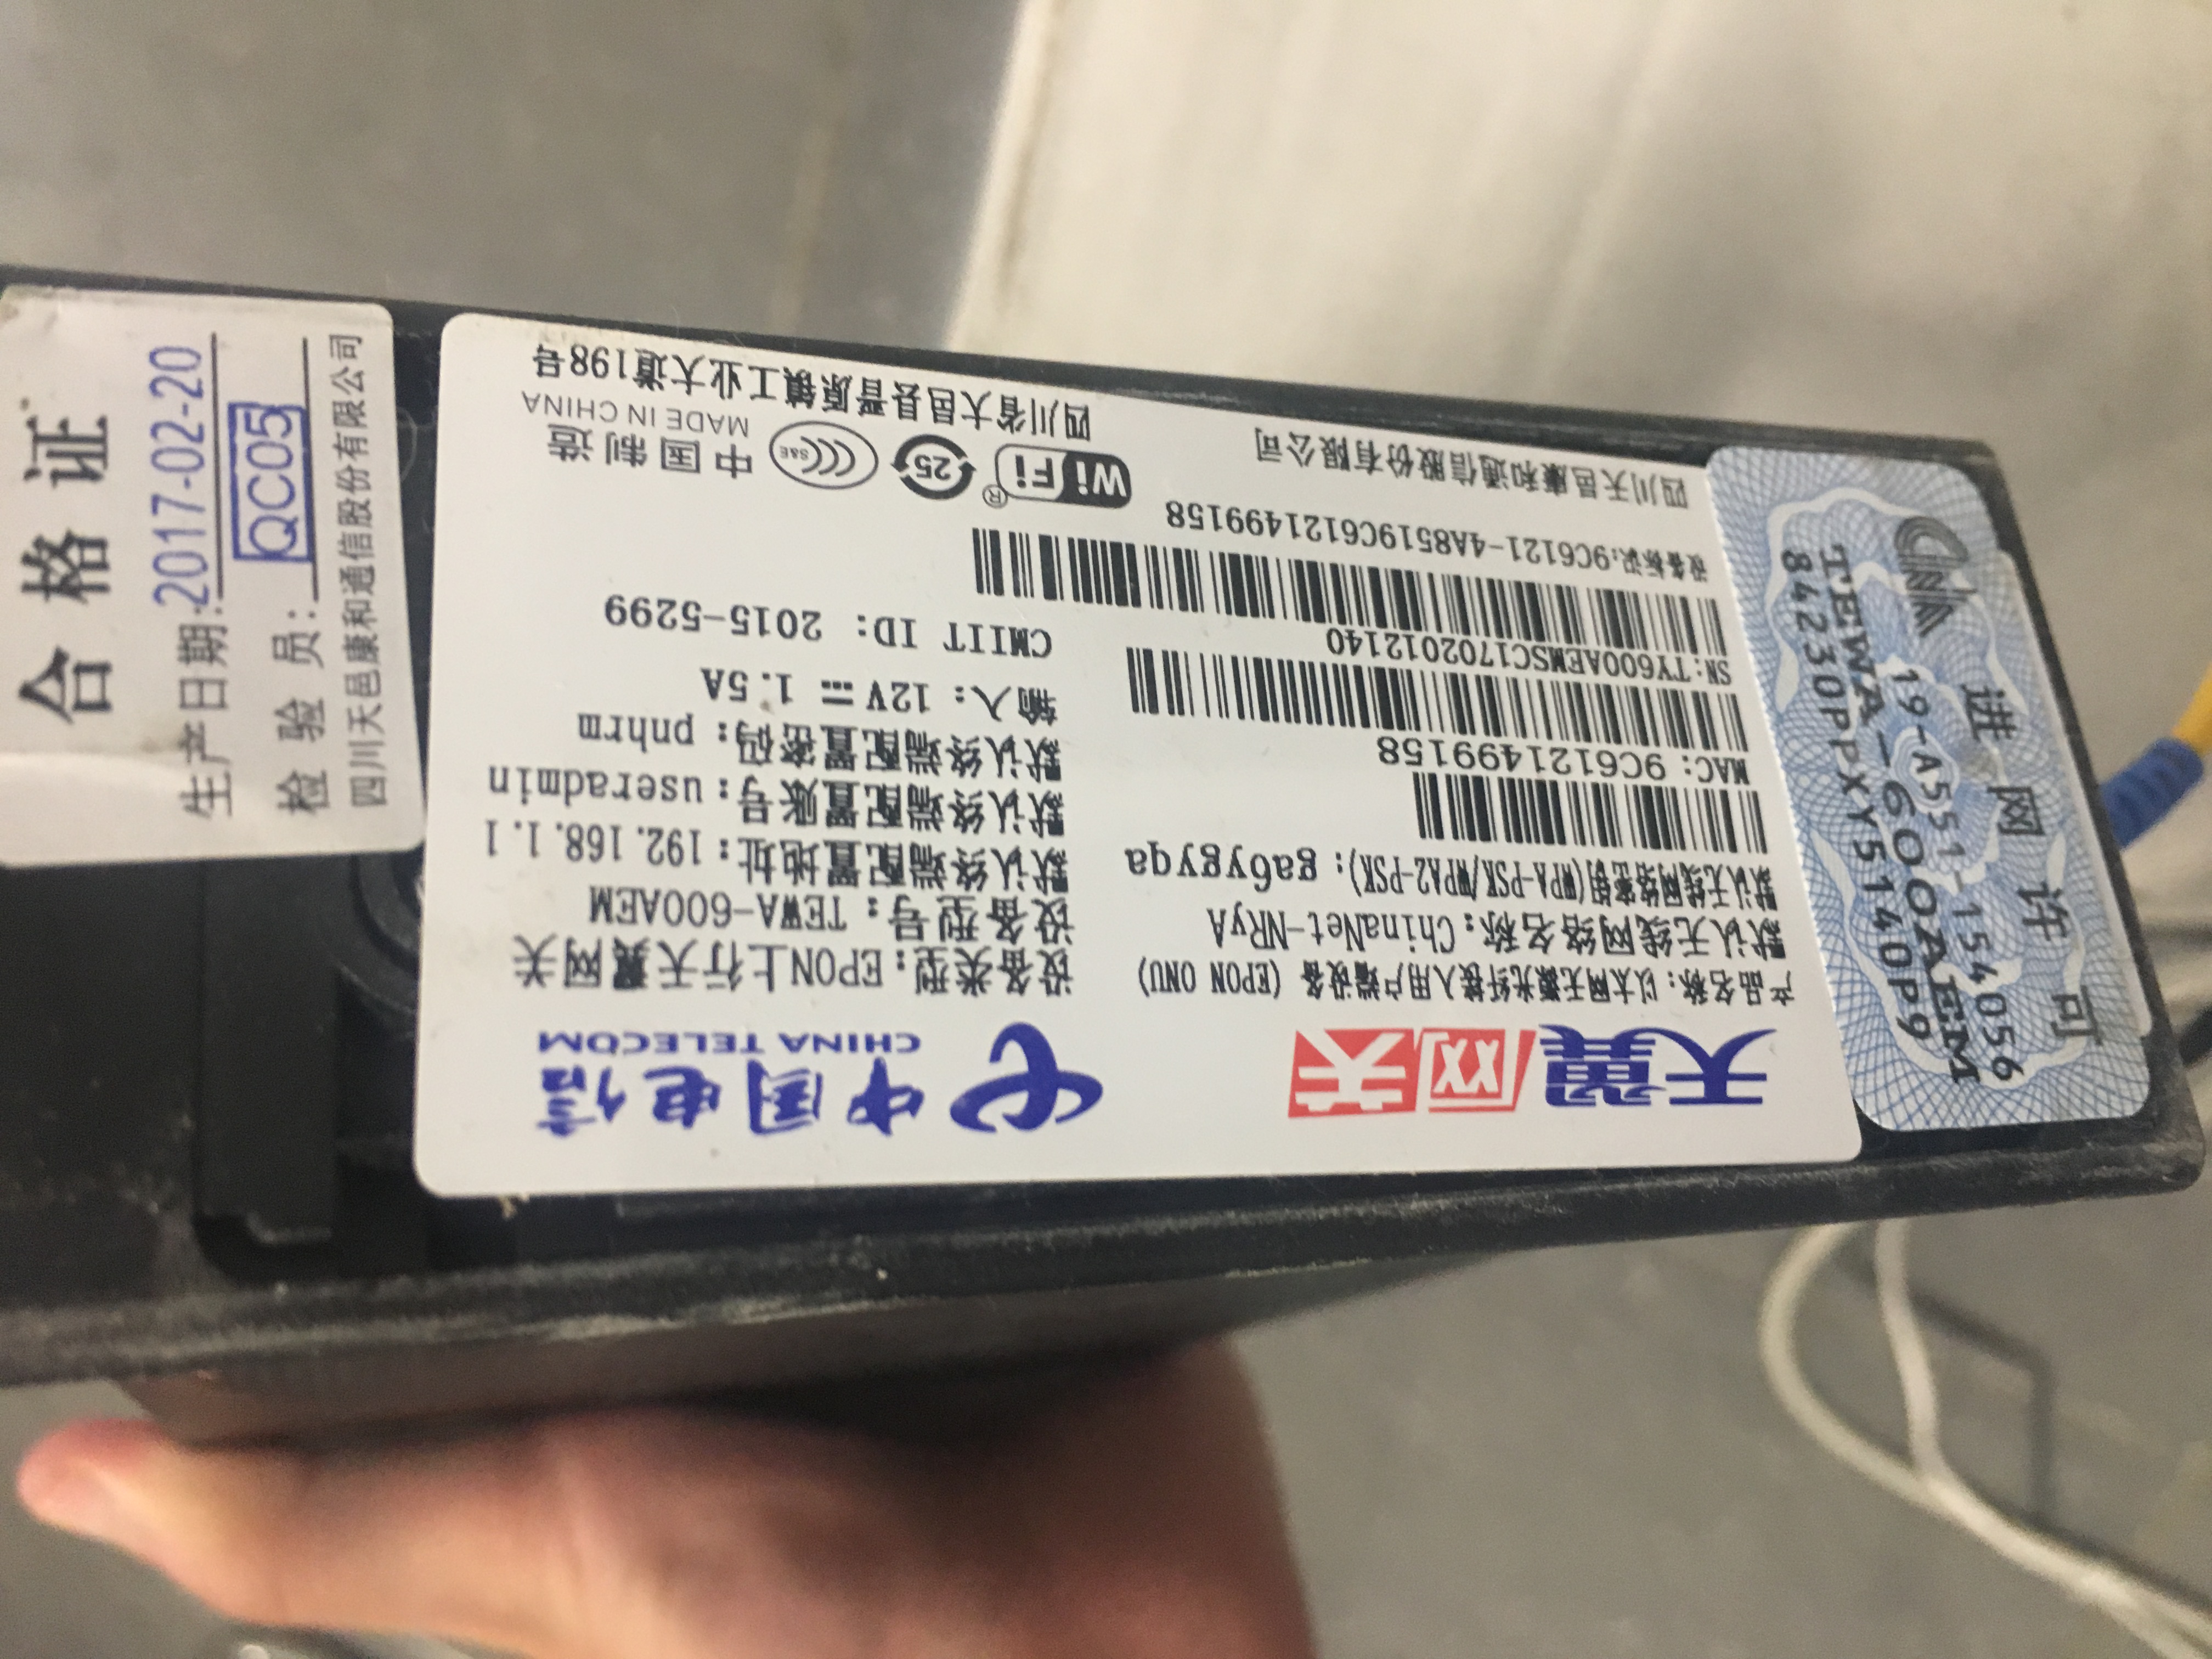 天翼网关
中国电信
CHINA TELECOM
产品名称：以太网无源光纤接入用户端设备 (EPON ONU)
默认无线网络名称：ChinaNet-NRyA
默认无线网络密钥(WPA-PSK/WPA2-PSK)：ga6ygyqa
MAC: 9C6121499158
SN:TY600AEMSC1702012140
设备标识:9C6121-4A8519C6121499158
四川天邑康和通信股份有限公司
设备类型：EPON上行天翼网关
设备型号：TEWA-600AEM
默认终端配置地址：192.168.1.1
默认终端配置账号：useradmin
默认终端配置密码：pnhrm
输入：12V 1.5A
CMIIT ID: 2015-5299
WiFi ®
25
S&E
中国制造
MADE IN CHINA
四川省大邑县晋原镇工业大道198号
合格证
生产日期：2017-02-20
检验员：QC05
四川天邑康和通信股份有限公司
进网许可
19-A551-154056
TEWA-600AEM
84230PPXY5140P9